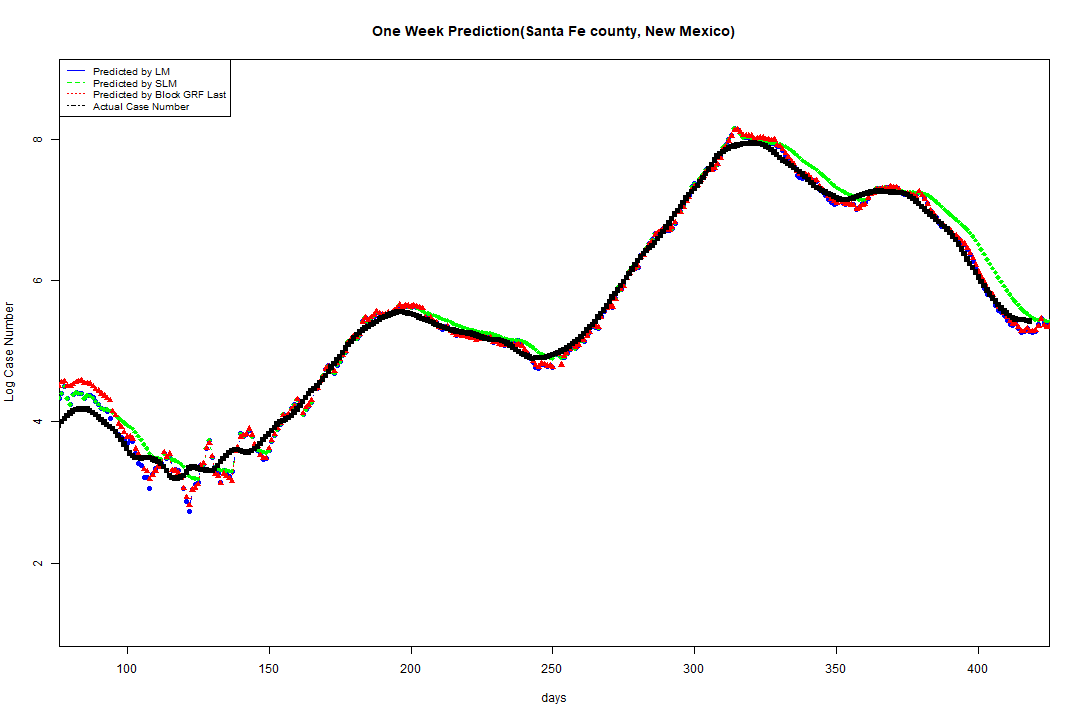 One Week Prediction(Santa Fe county, New Mexico)
Predicted by LM
Predicted by SLM
Predicted by Block GRF Last
Actual Case Number
8
6
4
2
Log Case Number
100 150 200 250 300 350 400
days